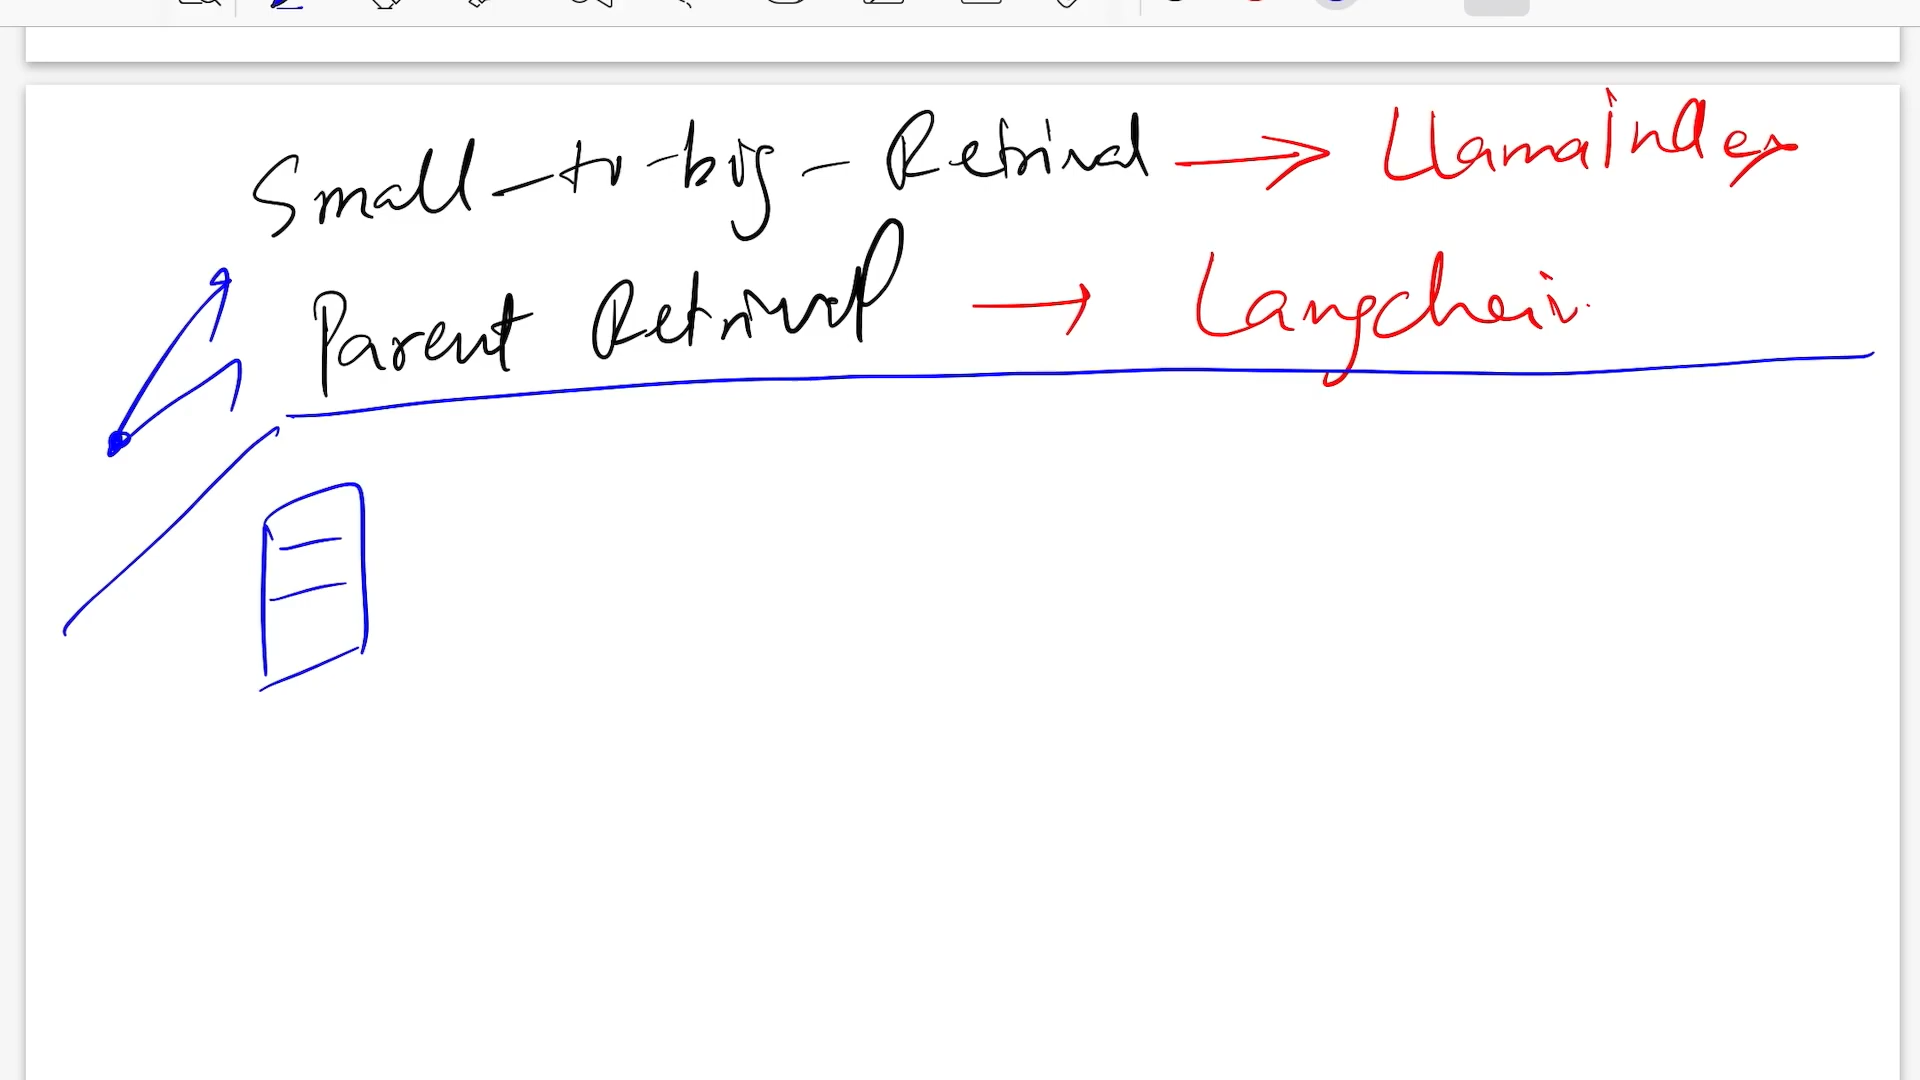 Small-to-big-Retrival → LlamaIndex
Parent Retrival → Langchain